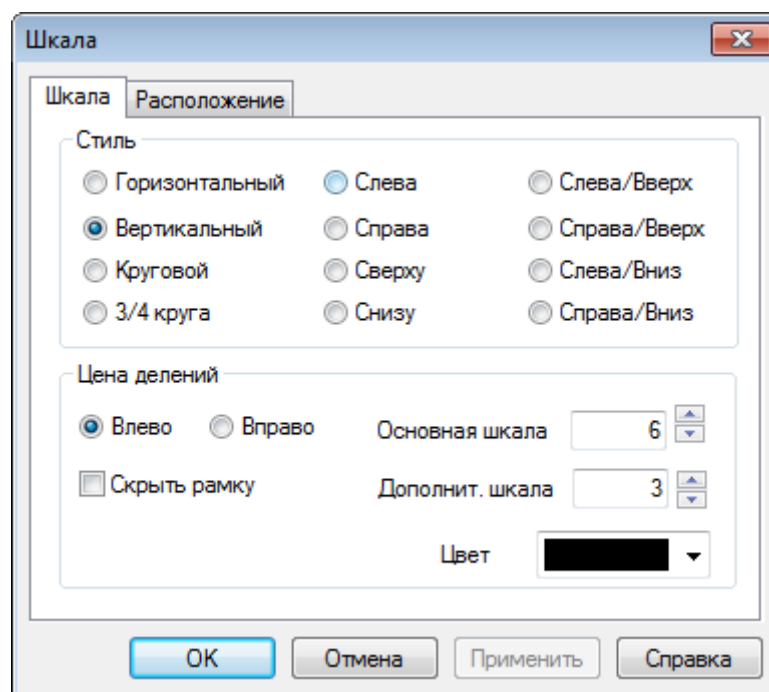 Шкала
Шкала Расположение
Стиль
Горизонтальный Слева Слева/Вверх
Вертикальный Справа Справа/Вверх
Круговой Сверху Слева/Вниз
3/4 круга Снизу Справа/Вниз
Цена делений
Влево Вправо Основная шкала 6
Скрыть рамку Дополнит. шкала 3
Цвет
OK Отмена Применить Справка